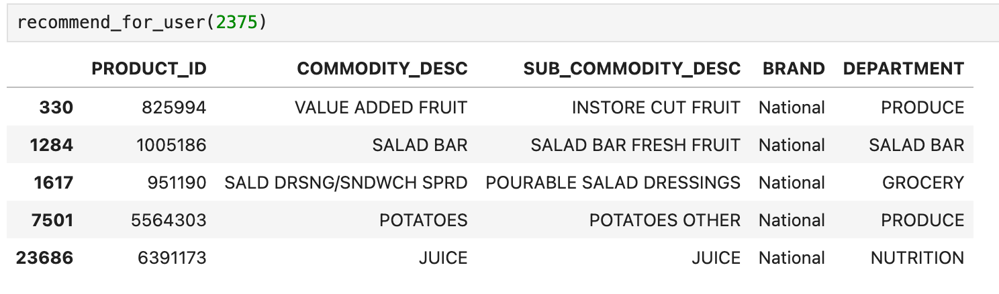 recommend_for_user(2375)
PRODUCT_ID COMMODITY_DESC SUB_COMMODITY_DESC BRAND DEPARTMENT
330 825994 VALUE ADDED FRUIT INSTORE CUT FRUIT National PRODUCE
1284 1005186 SALAD BAR SALAD BAR FRESH FRUIT National SALAD BAR
1617 951190 SALD DRSNG/SNDWCH SPRD POURABLE SALAD DRESSINGS National GROCERY
7501 5564303 POTATOES POTATOES OTHER National PRODUCE
23686 6391173 JUICE JUICE National NUTRITION